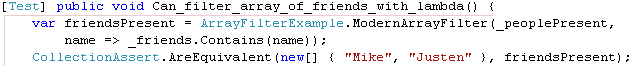 [Test] public void Can_filter_array_of_friends_with_lambda() {
var friendsPresent = ArrayFilterExample.ModernArrayFilter(_peoplePresent,
name => _friends.Contains(name));
CollectionAssert.AreEquivalent(new[] { "Mike", "Justen" }, friendsPresent);